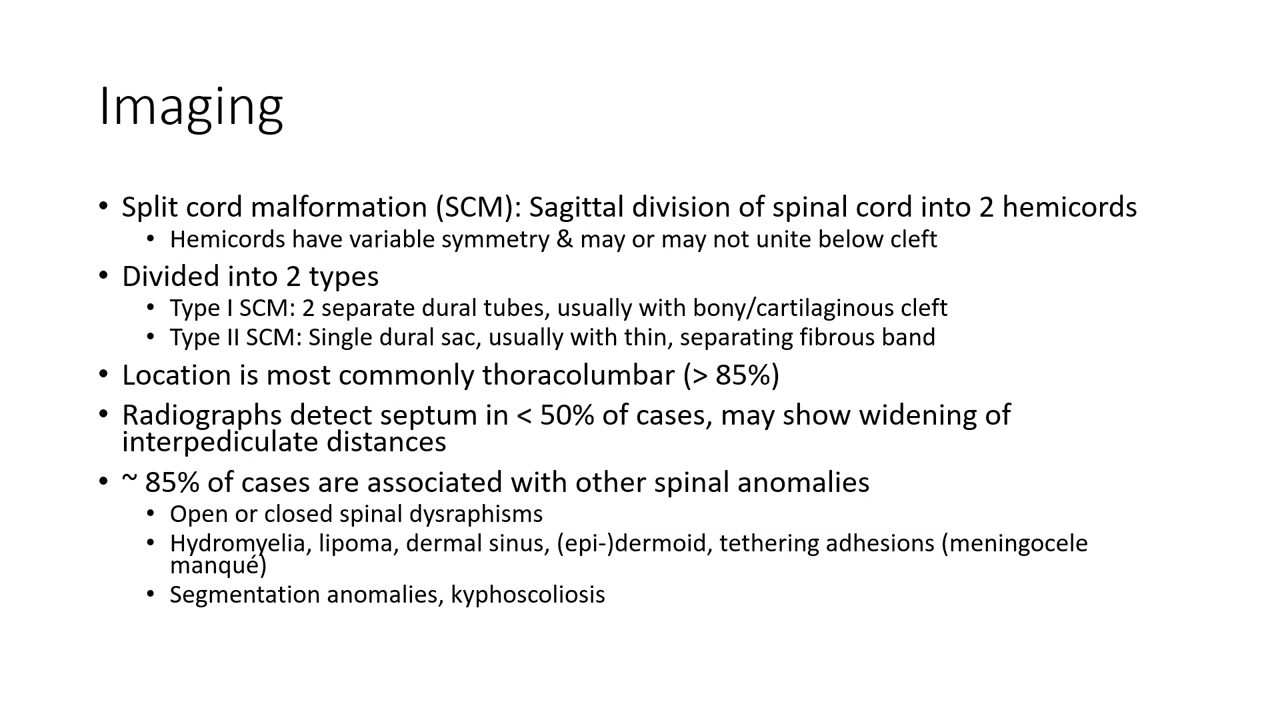 Imaging
• Split cord malformation (SCM): Sagittal division of spinal cord into 2 hemicords
• Hemicords have variable symmetry & may or may not unite below cleft
• Divided into 2 types
• Type I SCM: 2 separate dural tubes, usually with bony/cartilaginous cleft
• Type II SCM: Single dural sac, usually with thin, separating fibrous band
• Location is most commonly thoracolumbar (> 85%)
• Radiographs detect septum in < 50% of cases, may show widening of
interpediculate distances
• ~ 85% of cases are associated with other spinal anomalies
• Open or closed spinal dysraphisms
• Hydromyelia, lipoma, dermal sinus, (epi-)dermoid, tethering adhesions (meningocele
manqué)
• Segmentation anomalies, kyphoscoliosis